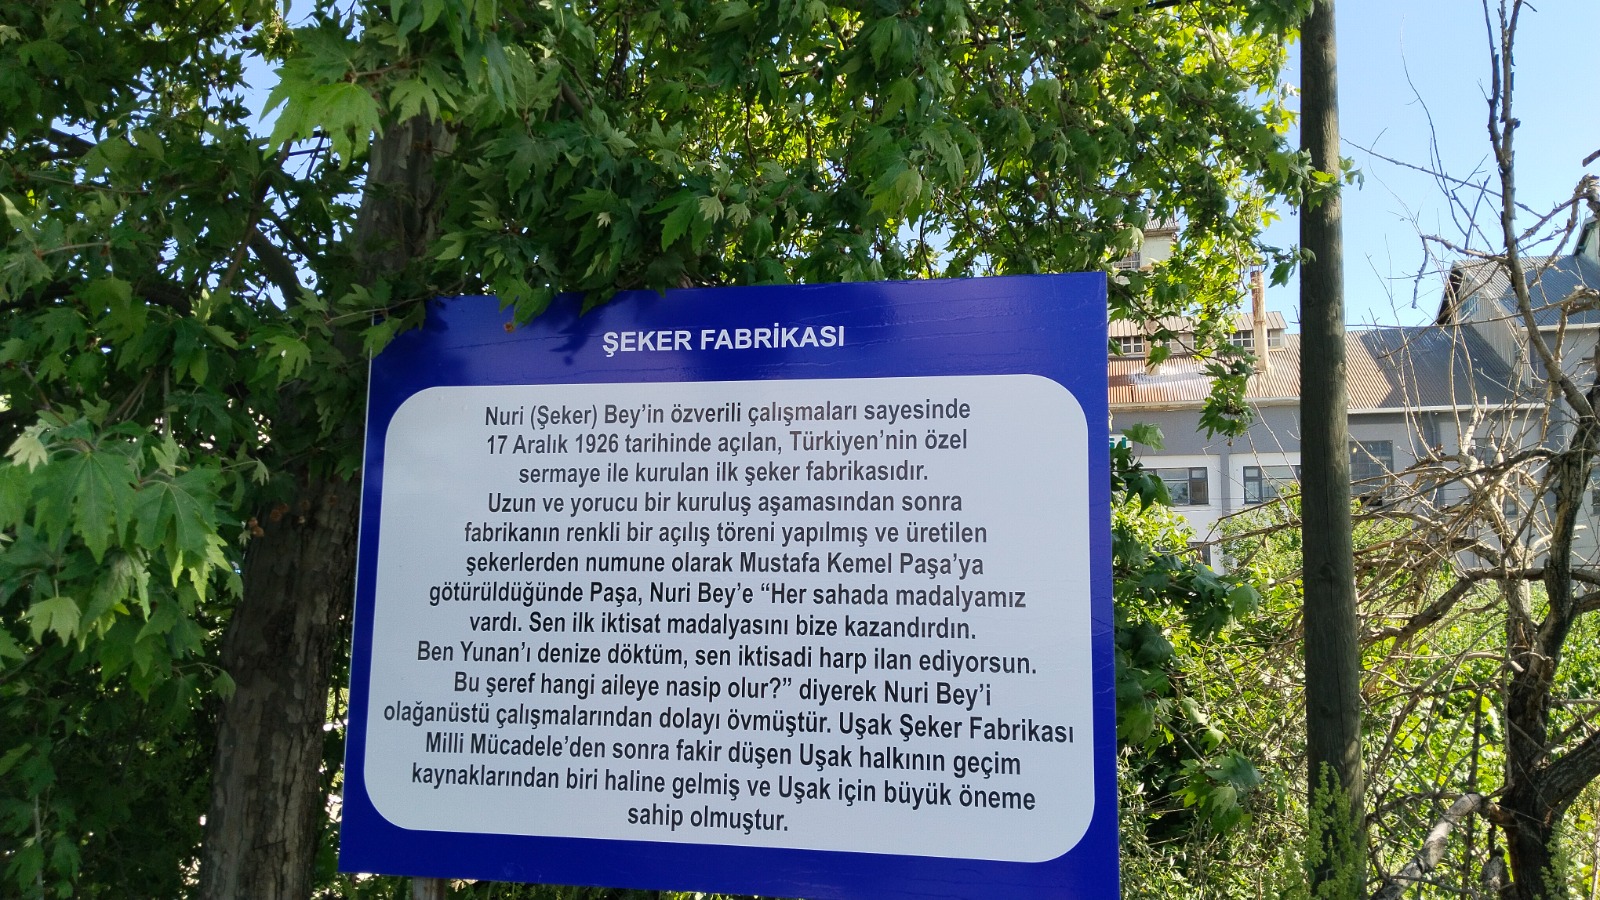 ŞEKER FABRİKASI
Nuri (Şeker) Bey'in özverili çalışmaları sayesinde
17 Aralık 1926 tarihinde açılan, Türkiyen'nin özel
sermaye ile kurulan ilk şeker fabrikasıdır.
Uzun ve yorucu bir kuruluş aşamasından sonra
fabrikanın renkli bir açılış töreni yapılmış ve üretilen
şekerlerden numune olarak Mustafa Kemel Paşa'ya
götürüldüğünde Paşa, Nuri Bey'e “Her sahada madalyamız
vardı. Sen ilk iktisat madalyasını bize kazandırdın.
Ben Yunan'ı denize döktüm, sen iktisadi harp ilan ediyorsun.
Bu şeref hangi aileye nasip olur?” diyerek Nuri Bey'i
olağanüstü çalışmalarından dolayı övmüştür. Uşak Şeker Fabrikası
Milli Mücadele'den sonra fakir düşen Uşak halkının geçim
kaynaklarından biri haline gelmiş ve Uşak için büyük öneme
sahip olmuştur.